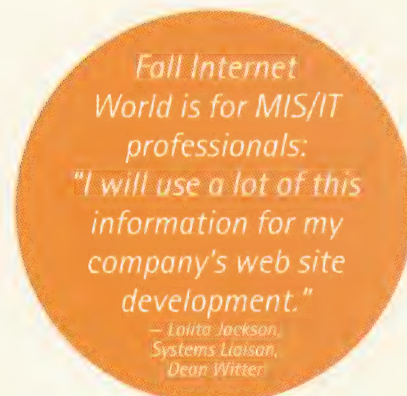 Fall Internet
World is for MIS/IT
professionals:
"I will use a lot of this
information for my
company's web site
development."
— Lolita Jackson,
Systems Liaison,
Dean Witter